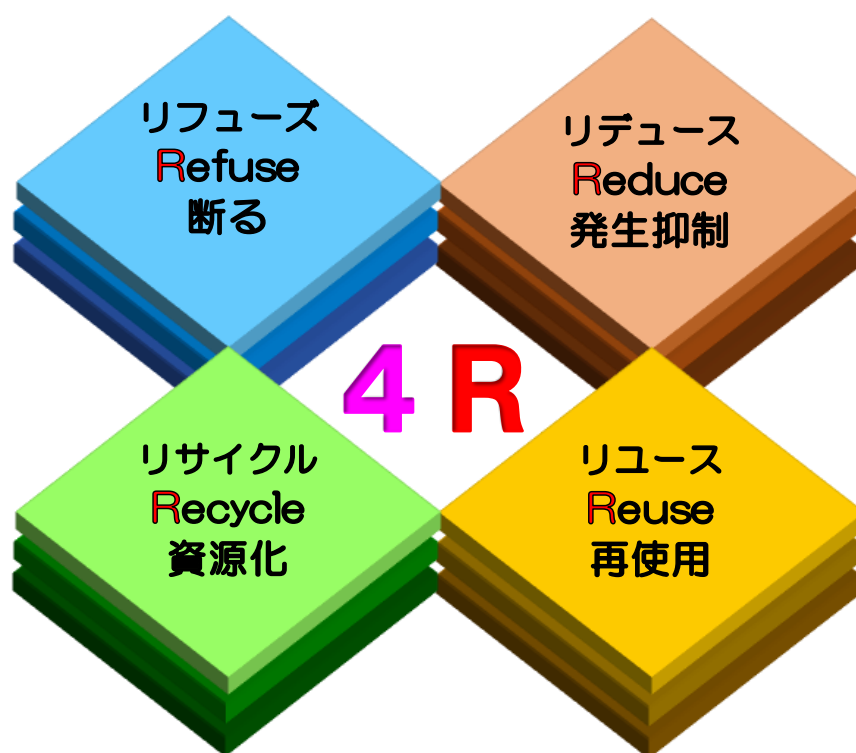 リフューズ
Refuse
断る
リデュース
Reduce
発生抑制
4 R
リサイクル
Recycle
資源化
リユース
Reuse
再使用